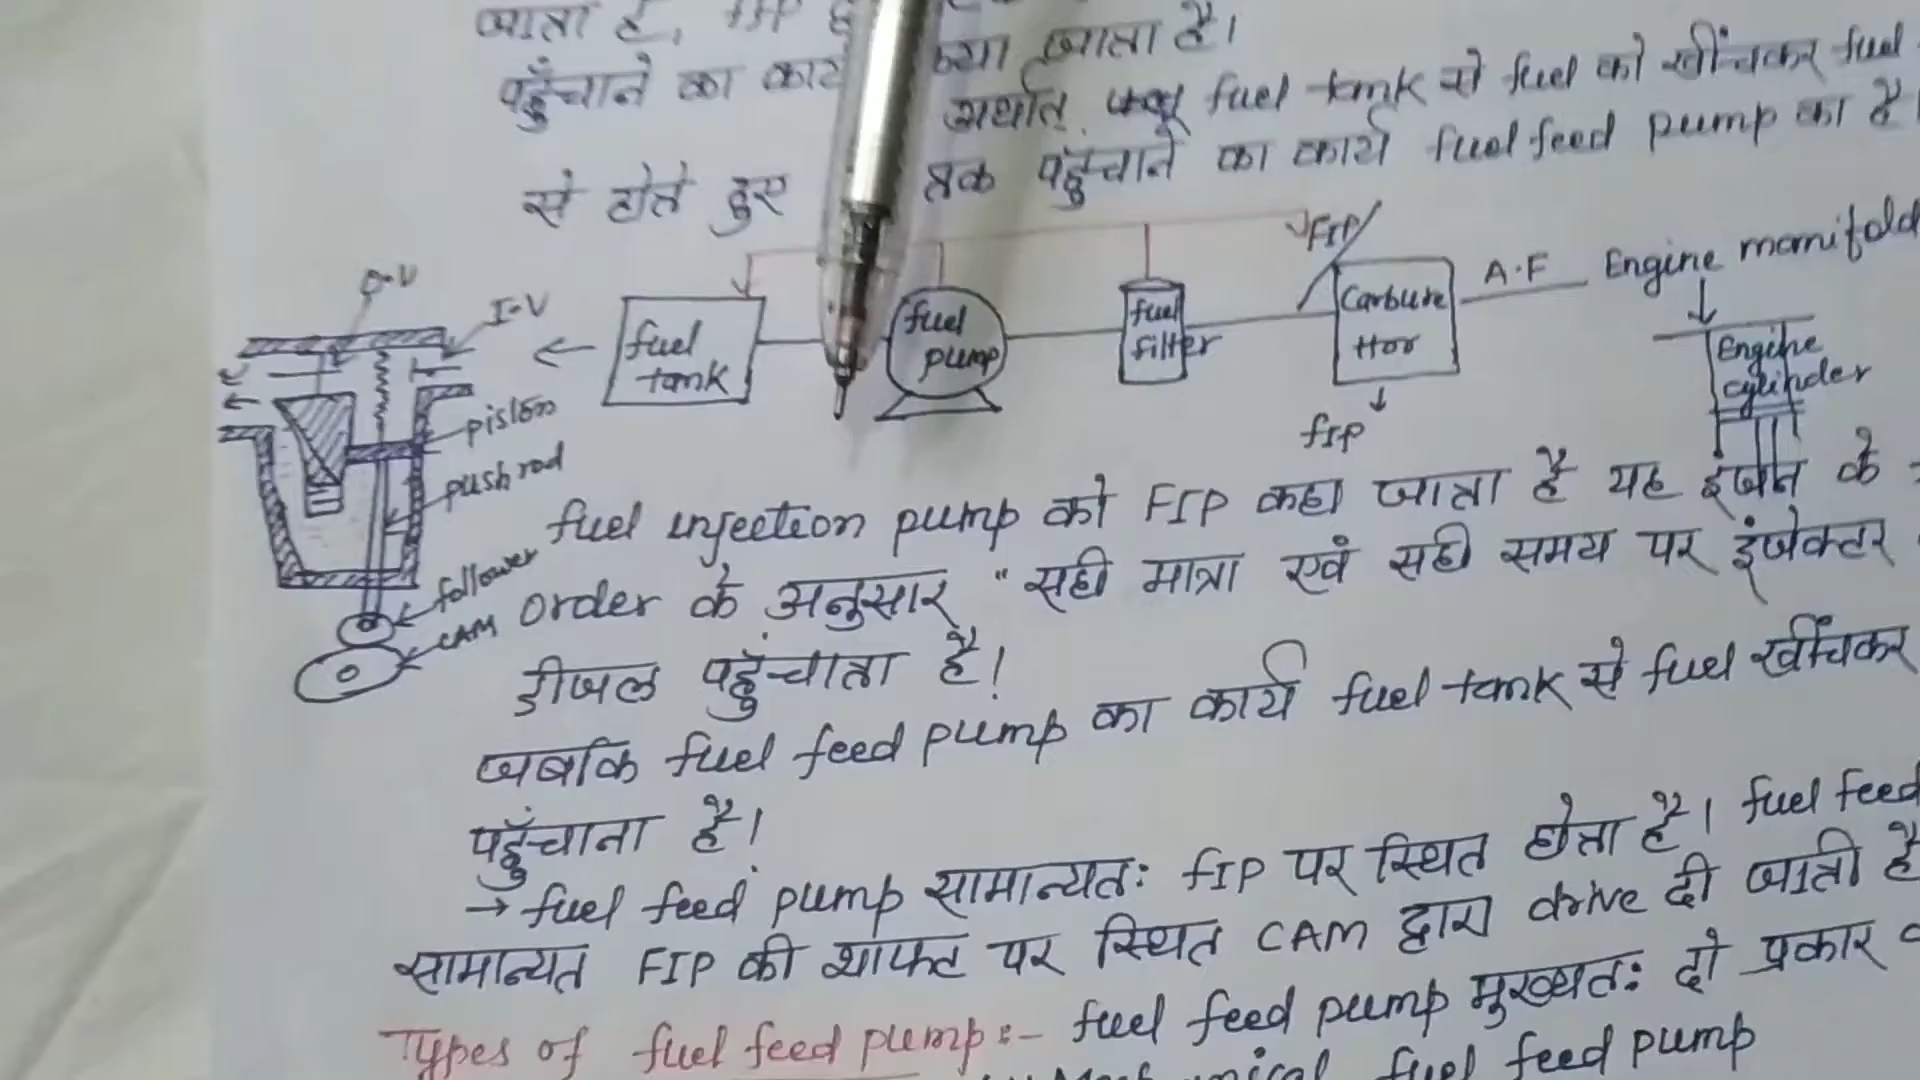 जाता है, FIP
पहुँचाने का कार्य किया जाता है।
अर्थात् fuel tank से fuel को खींचकर fuel
से होते हुए तक पहुँचाने का कार्य fuel feed pump का है
FIP
A.F
Engine manifold
O-V
I-V
fuel tank
fuel pump
fuel filter
Carburettor
FIP
Engine cylinder
piston
push rod
follower
CAM
fuel injection pump को FIP कहा जाता है यह इंजन के
order के अनुसार "सही मात्रा एवं सही समय पर इंजेक्टर
डीजल पहुँचाता है!
जबकि fuel feed pump का कार्य fuel tank से fuel खींचकर
पहुँचाना है!
→ fuel feed pump सामान्यतः FIP पर स्थित होता है। fuel feed
सामान्यत FIP की शाफ्ट पर स्थित CAM द्वारा drive दी जाती है
Types of fuel feed pump:- fuel feed pump मुख्यतः दो प्रकार
fuel feed pump